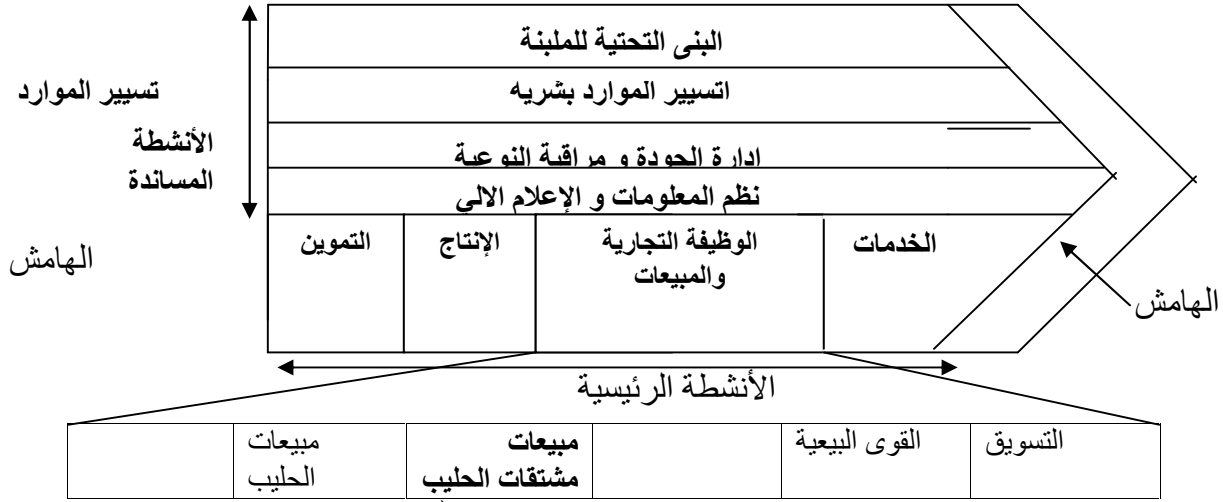 البنى التحتية للملبنة
اتسيير الموارد بشريه
تسيير الموارد
الأنشطة
المساندة
ادارة الجودة و مراقبة النوعية
نظم المعلومات و الإعلام الالي
الخدمات
الوظيفة التجارية
والمبيعات
الإنتاج
التموين
الهامش
الهامش
الأنشطة الرئيسية
التسويق
القوى البيعية
مبيعات
مشتقات الحليب
مبيعات
الحليب